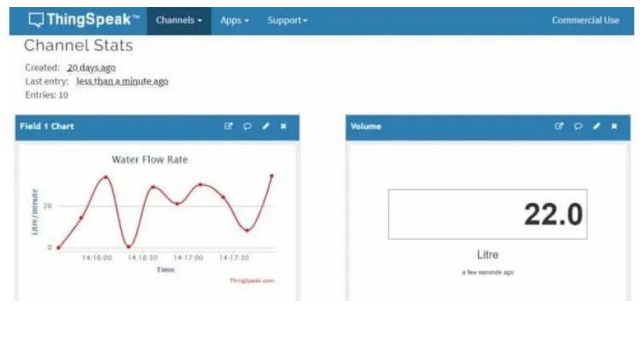 ThingSpeak™ Channels Apps Support Commercial Use
Channel Stats
Created: 20 days ago
Last entry: less than a minute ago
Entries: 10
Field 1 Chart
Water Flow Rate
Litre/minute
20
0
14:16:00 14:16:30 14:17:00 14:17:30
Time
ThingSpeak.com
Volume
22.0
Litre
a few seconds ago